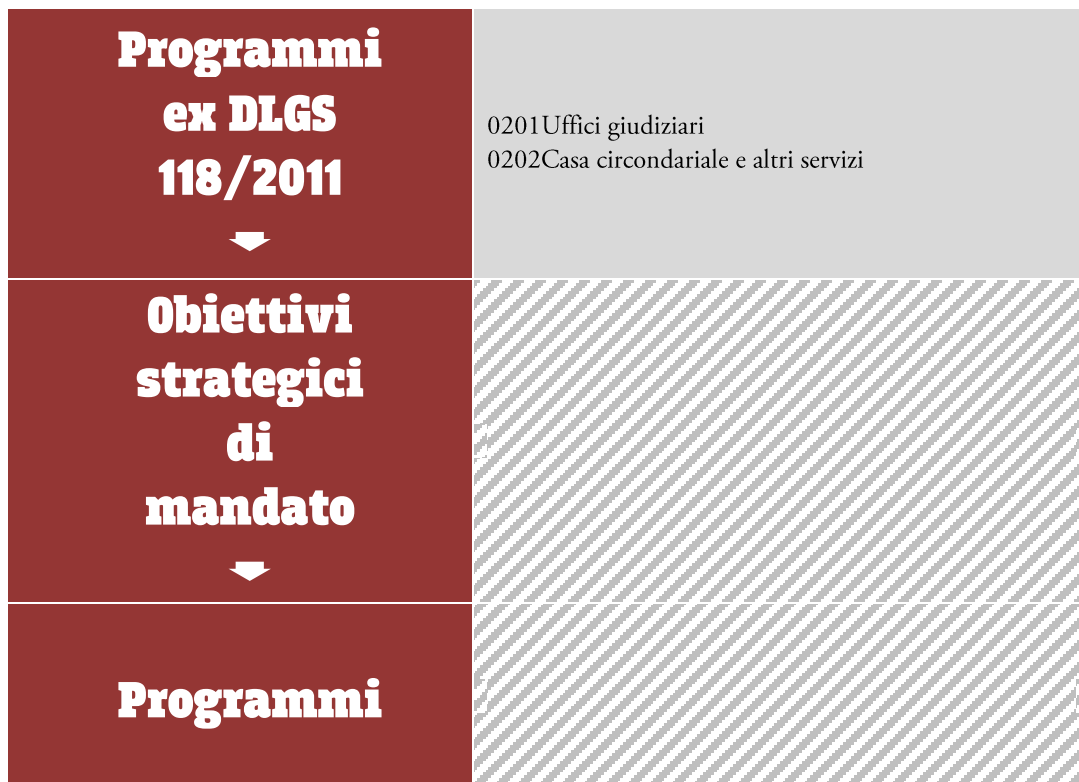 Programmi
ex DLGS
118/2011
0201Uffici giudiziari
0202Casa circondariale e altri servizi
Obiettivi
strategici
di
mandato
Programmi